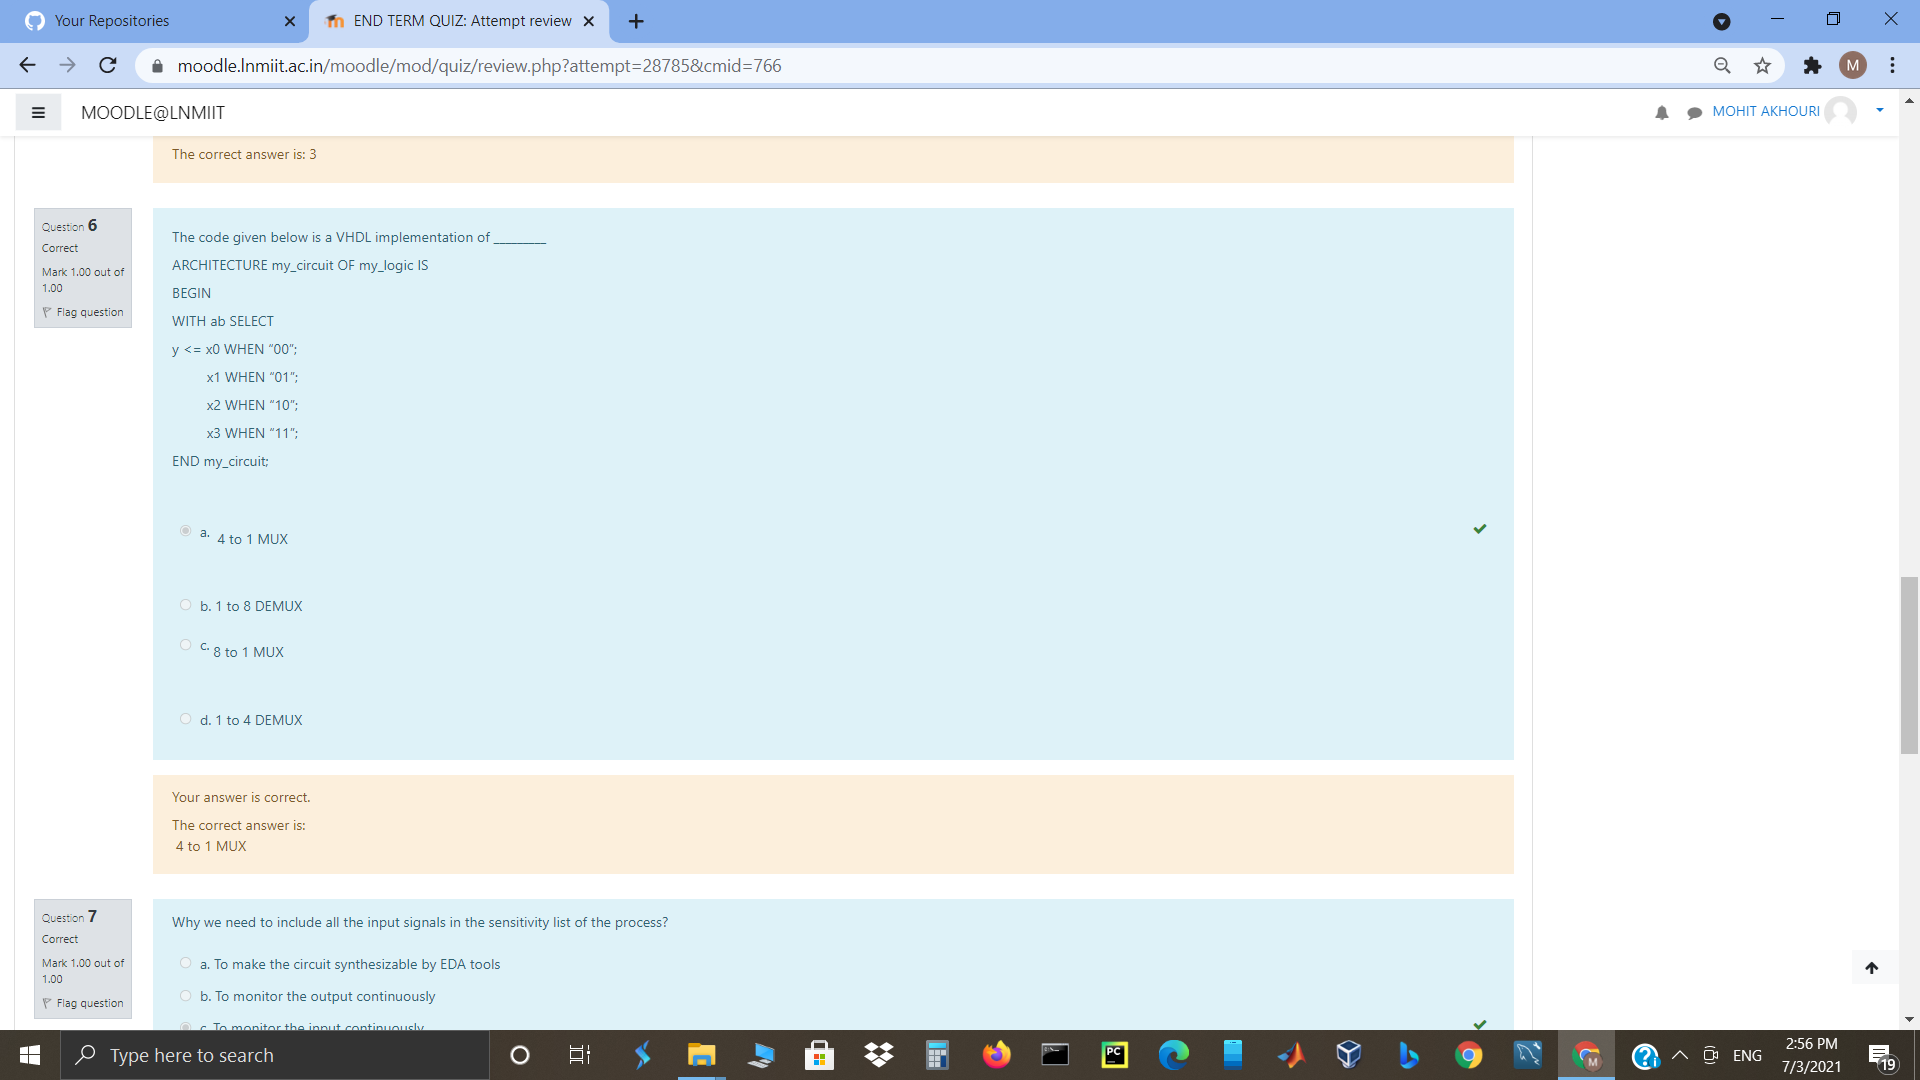 Your Repositories
END TERM QUIZ: Attempt review
moodle.lnmiit.ac.in/moodle/mod/quiz/review.php?attempt=28785&cmid=766
M
MOODLE@LNMIIT
MOHIT AKHOURI
The correct answer is: 3
Question 6
Correct
Mark 1.00 out of
1.00
Flag question
The code given below is a VHDL implementation of _________
ARCHITECTURE my_circuit OF my_logic IS
BEGIN
WITH ab SELECT
y <= x0 WHEN “00”;
x1 WHEN “01”;
x2 WHEN “10”;
x3 WHEN “11”;
END my_circuit;
a. 4 to 1 MUX
b. 1 to 8 DEMUX
c. 8 to 1 MUX
d. 1 to 4 DEMUX
Your answer is correct.
The correct answer is:
4 to 1 MUX
Question 7
Correct
Mark 1.00 out of
1.00
Flag question
Why we need to include all the input signals in the sensitivity list of the process?
a. To make the circuit synthesizable by EDA tools
b. To monitor the output continuously
c. To monitor the input continuously
Type here to search
PC
M
ENG
2:56 PM
7/3/2021
19